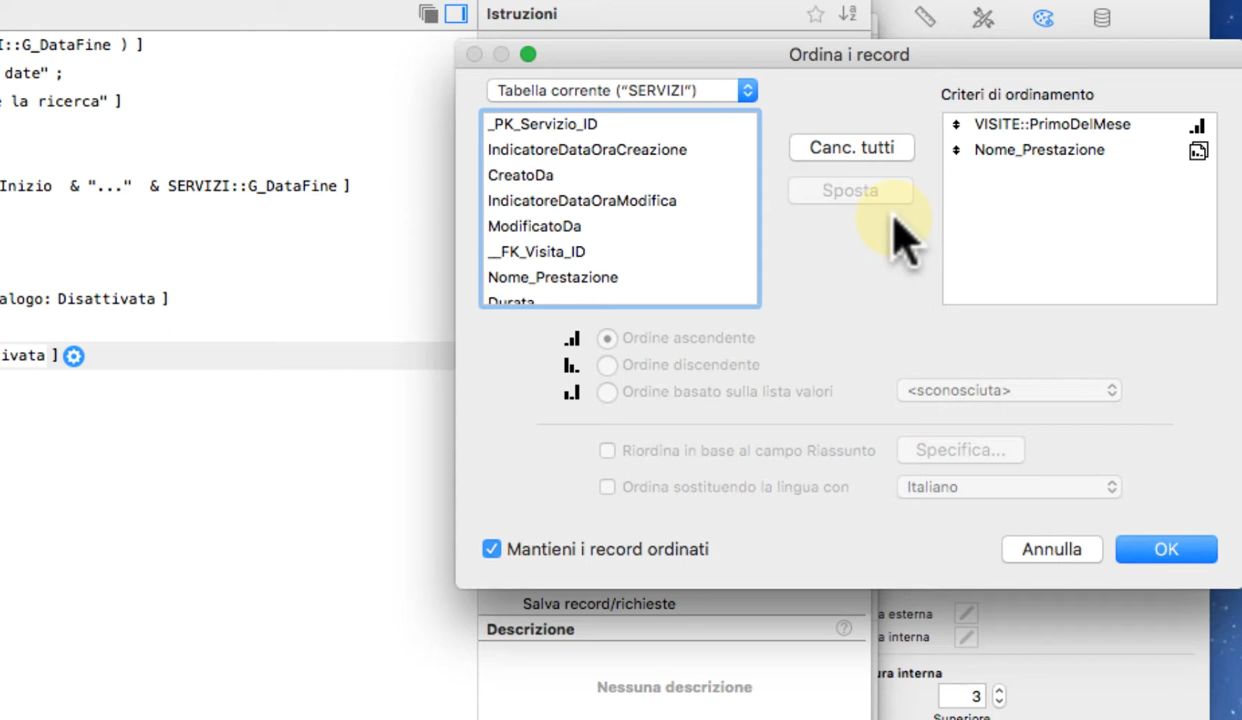 Istruzioni
I::G_DataFine ) ]
date" ;
e la ricerca" ]
Inizio & "..." & SERVIZI::G_DataFine ]
alogo: Disattivata ]
ivata ]
Ordina i record
Tabella corrente (“SERVIZI”)
_PK_Servizio_ID
IndicatoreDataOraCreazione
CreatoDa
IndicatoreDataOraModifica
ModificatoDa
__FK_Visita_ID
Nome_Prestazione
Durata
Canc. tutti
Sposta
Criteri di ordinamento
VISITE::PrimoDelMese
Nome_Prestazione
Ordine ascendente
Ordine discendente
Ordine basato sulla lista valori
<sconosciuta>
Riordina in base al campo Riassunto
Specifica...
Ordina sostituendo la lingua con
Italiano
Mantieni i record ordinati
Annulla
OK
Salva record/richieste
Descrizione
Nessuna descrizione
a esterna
a interna
ura interna
3
Superiore